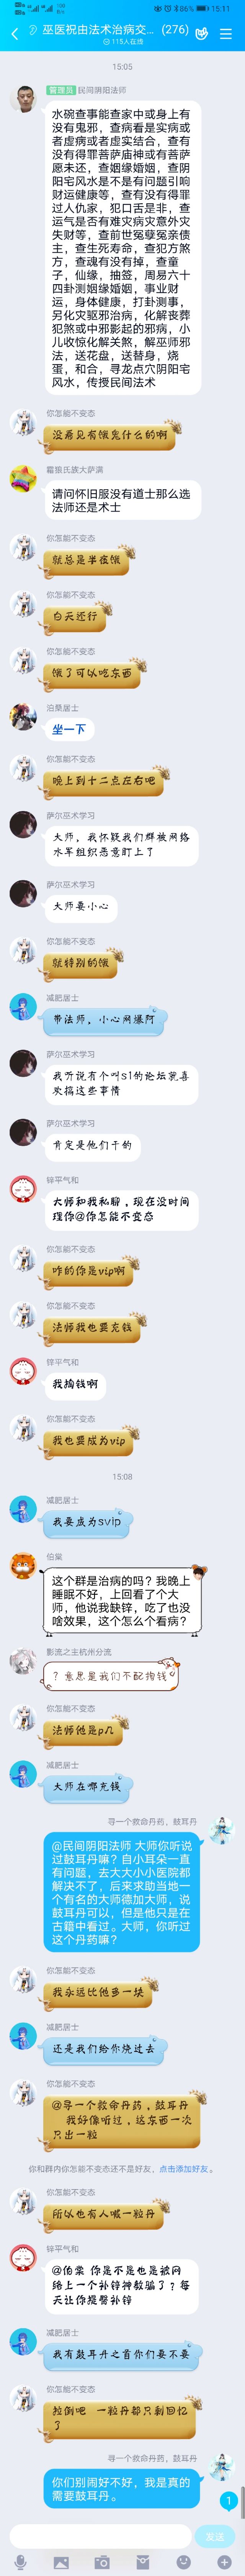 86% 15:11
巫医祝由法术治病交... (276)
115人在线
15:05
管理员 民间阴阳法师
水碗查事能查家中或身上有
没有鬼邪，查病看是实病或
者虚病或者虚实结合，查有
没有得罪菩萨庙神或有菩萨
愿未还，查姻缘婚姻，查阴
阳宅风水是不是有问题引响
财运健康等，查有没有得罪
过人仇家，犯口舌是非，查
运气是否有难灾病灾意外灾
失财等，查前世冤孽冤亲债
主，查生死寿命，查犯方煞
方，查魂有没有掉，查童
子，仙缘，抽签，周易六十
四卦测姻缘婚姻，事业财
运，身体健康，打卦测事，
另化灾驱邪治病，化解丧葬
犯煞或中邪影起的邪病，小
儿收惊化解关煞，解巫师邪
法，送花盘，送替身，烧
蛋，和合，寻龙点穴阴阳宅
风水，传授民间法术
你怎能不变态
没看见有饿鬼什么的啊
霜狼氏族大萨满
请问怀旧服没有道士那么选
法师还是术士
你怎能不变态
就总是半夜饿
你怎能不变态
白天还行
你怎能不变态
饿了可以吃东西
泊桑居士
坐一下
你怎能不变态
晚上到十二点左右吧
萨尔巫术学习
大师，我怀疑我们群被网络
水军组织恶意盯上了
萨尔巫术学习
大师要小心
你怎能不变态
就特别的饿
减肥居士
带法师，小心网爆阿
萨尔巫术学习
我听说有个叫s1的论坛就喜
欢搞这些事情
萨尔巫术学习
肯定是他们干的
锌平气和
大师和我私聊，现在没时间
理你@你怎能不变态
你怎能不变态
咋的你是vip啊
你怎能不变态
法师我也要充钱
锌平气和
我掏钱啊
你怎能不变态
我也要成为vip
15:08
减肥居士
我要成为svip
伯棠
这个群是治病的吗？我晚上
睡眠不好，上回看了个大
师，他说我缺锌，吃了也没
啥效果，这个怎么个看病？
影流之主杭州分流
？意思是我们不配掏钱
你怎能不变态
法师他是p几
减肥居士
大师在哪充钱
寻一个救命丹药，鼓耳丹
@民间阴阳法师 大师你听说
过鼓耳丹嘛？自小耳朵一直
有问题，去大大小小医院都
解决不了，后来求助当地一
个有名的大师德加大师，说
鼓耳丹可以，但是他只是在
古籍中看过。大师，你听过
这个丹药嘛？
你怎能不变态
我永远比他多一块
减肥居士
还是我们给你烧过去
你怎能不变态
@寻一个救命丹药，鼓耳丹
我好像听过，这东西一次
只出一粒
你和群内你怎能不变态还不是好友，点击添加好友。
你怎能不变态
所以也有人喊一粒丹
锌平气和
@伯棠 你是不是也是被网
络上一个补锌神教骗了？每
天让你提臀补锌
减肥居士
我有鼓耳丹之首你们要不要
你怎能不变态
拉倒吧 一粒丹都只剩回忆
了
寻一个救命丹药，鼓耳丹
你们别闹好不好，我是真的
需要鼓耳丹。
1
发送